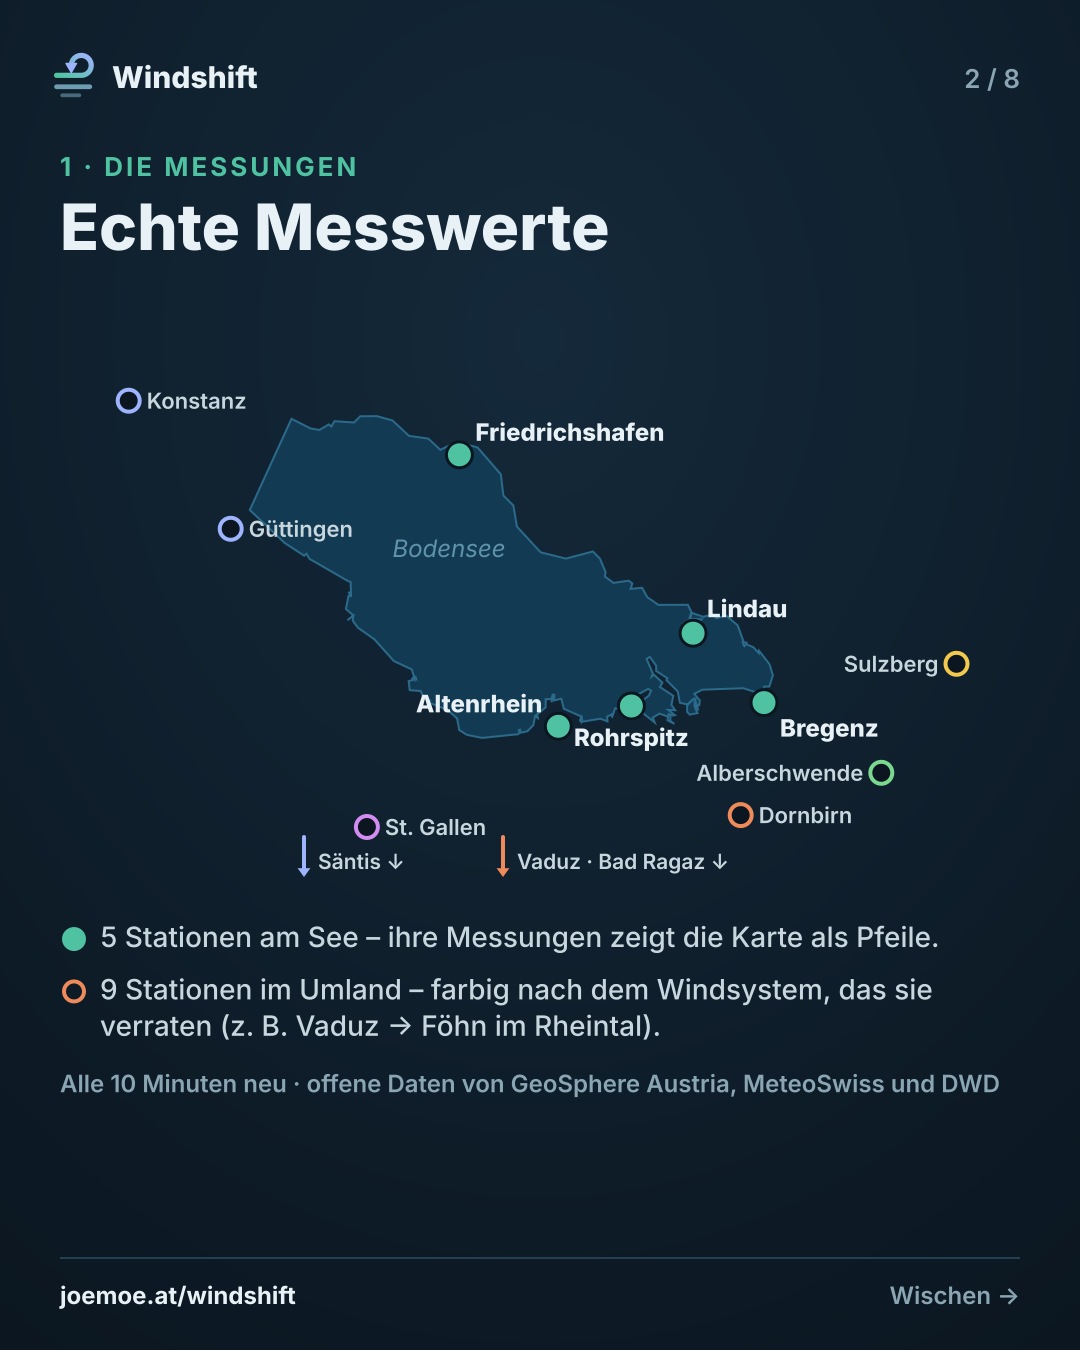 Windshift
2 / 8
1 · DIE MESSUNGEN
Echte Messwerte
Konstanz
Friedrichshafen
Güttingen
Bodensee
Lindau
Sulzberg
Altenrhein
Rohrspitz
Bregenz
Alberschwende
Dornbirn
St. Gallen
Säntis ↓
Vaduz · Bad Ragaz ↓
5 Stationen am See – ihre Messungen zeigt die Karte als Pfeile.
9 Stationen im Umland – farbig nach dem Windsystem, das sie
verraten (z. B. Vaduz → Föhn im Rheintal).
Alle 10 Minuten neu · offene Daten von GeoSphere Austria, MeteoSwiss und DWD
joemoe.at/windshift
Wischen →